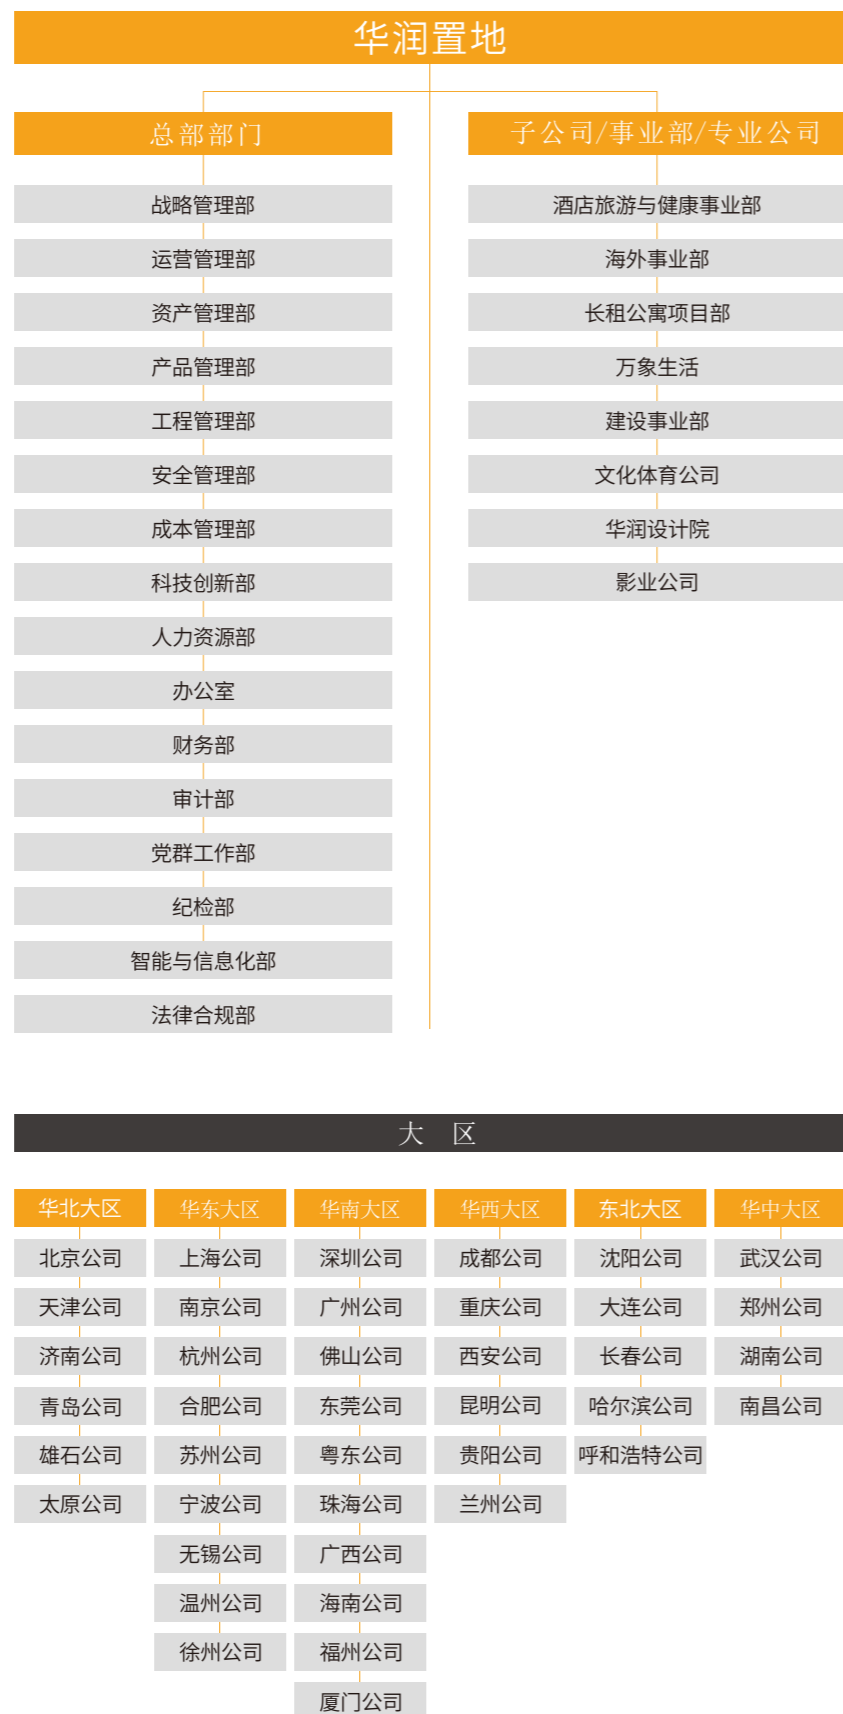 华润置地
总部部门
战略管理部
运营管理部
资产管理部
产品管理部
工程管理部
安全管理部
成本管理部
科技创新部
人力资源部
办公室
财务部
审计部
党群工作部
纪检部
智能与信息化部
法律合规部
子公司/事业部/专业公司
酒店旅游与健康事业部
海外事业部
长租公寓项目部
万象生活
建设事业部
文化体育公司
华润设计院
影业公司
大 区
华北大区
北京公司
天津公司
济南公司
青岛公司
雄石公司
太原公司
华东大区
上海公司
南京公司
杭州公司
合肥公司
苏州公司
宁波公司
无锡公司
温州公司
徐州公司
华南大区
深圳公司
广州公司
佛山公司
东莞公司
粤东公司
珠海公司
广西公司
海南公司
福州公司
厦门公司
华西大区
成都公司
重庆公司
西安公司
昆明公司
贵阳公司
兰州公司
东北大区
沈阳公司
大连公司
长春公司
哈尔滨公司
呼和浩特公司
华中大区
武汉公司
郑州公司
湖南公司
南昌公司